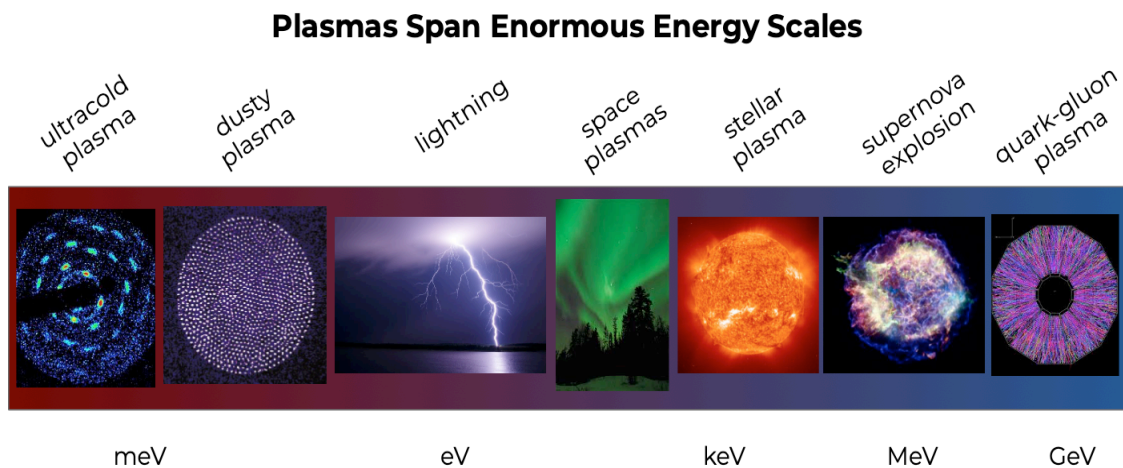 Plasmas Span Enormous Energy Scales
ultracold
plasma
dusty
plasma
lightning
space
plasmas
stellar
plasma
supernova
explosion
quark-gluon
plasma
meV
eV
keV
MeV
GeV